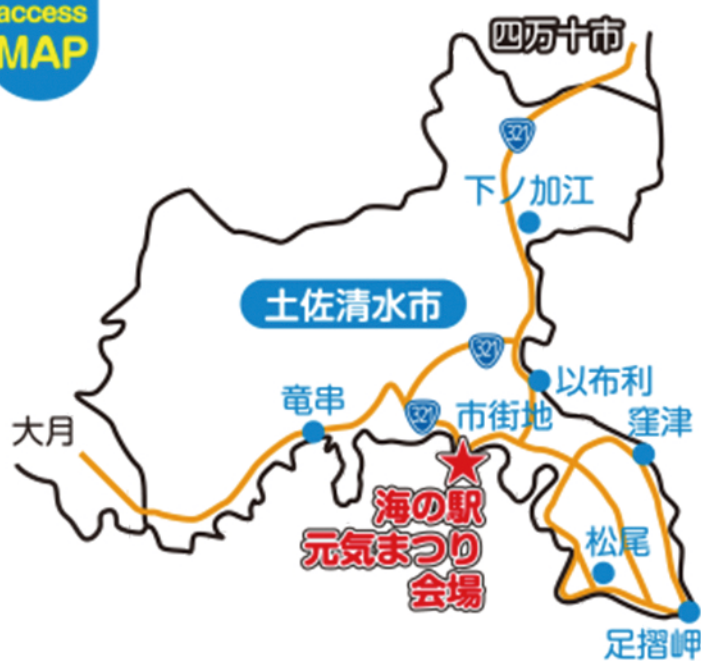 access
MAP
四万十市
321
下ノ加江
土佐清水市
321
以布利
竜串
321
市街地
窪津
大月
海の駅
元気まつり
会場
松尾
足摺岬